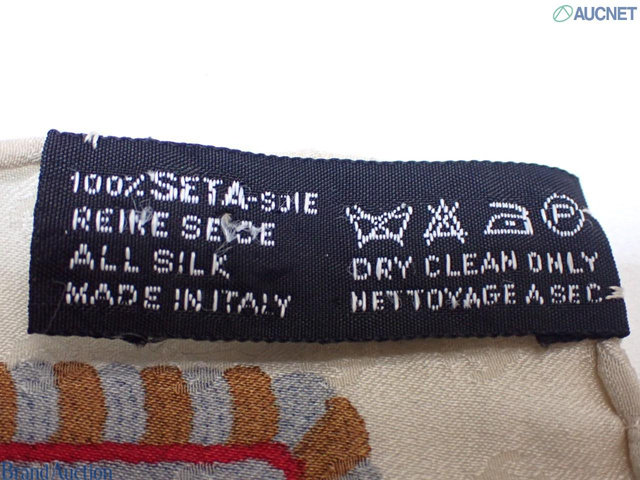 AUCNET
100% SETA-SOIE
REINE SEIDE
ALL SILK
MADE IN ITALY
P
DRY CLEAN ONLY
NETTOYAGE A SEC
Brand Auction